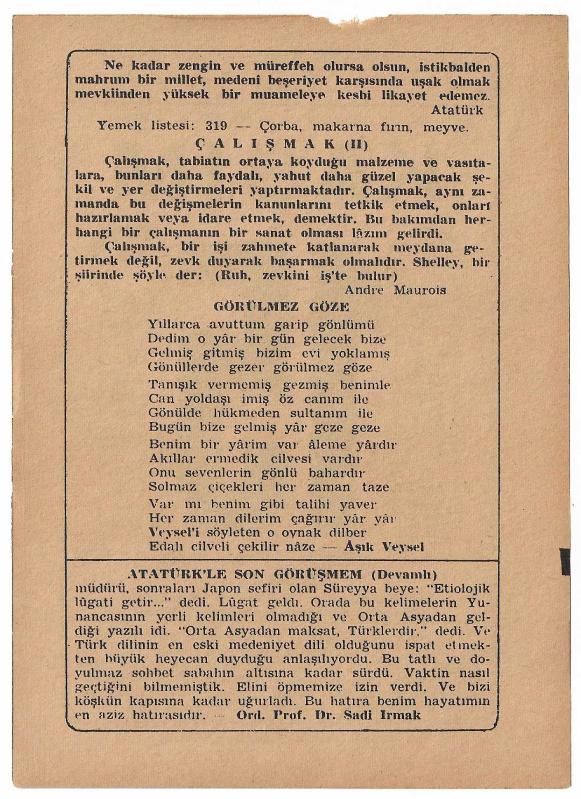 Ne kadar zengin ve müreffeh olursa olsun, istikbalden
mahrum bir millet, medeni beşeriyet karşısında uşak olmak
mevkiinden yüksek bir muameleye kesbi likayet edemez.
Atatürk
Yemek listesi: 319 — Çorba, makarna fırın, meyve.
ÇALIŞMAK (II)
Çalışmak, tabiatın ortaya koyduğu malzeme ve vasıta-
lara, bunları daha faydalı, yahut daha güzel yapacak şe-
kil ve yer değiştirmeleri yaptırmaktadır. Çalışmak, aynı za-
manda bu değişmelerin kanunlarını tetkik etmek, onları
hazırlamak veya idare etmek, demektir. Bu bakımdan her-
hangi bir çalışmanın bir sanat olması lâzım gelirdi.
Çalışmak, bir işi zahmete katlanarak meydana ge-
tirmek değil, zevk duyarak başarmak olmalıdır. Shelley, bir
şiirinde şöyle der: (Ruh, zevkini iş'te bulur)
Andre Maurois
GÖRÜLMEZ GÖZE
Yıllarca avuttum garip gönlümü
Dedim o yâr bir gün gelecek bize
Gelmiş gitmiş bizim evi yoklamış
Gönüllerde gezer görülmez göze
Tanışık vermemiş gezmiş benimle
Can yoldaşı imiş öz canım ile
Gönülde hükmeden sultanım ile
Bugün bize gelmiş yâr geze geze
Benim bir yârim var âleme yârdır
Akıllar ermedik cilvesi vardır
Onu sevenlerin gönlü bahardır
Solmaz çiçekleri her zaman taze
Var mı benim gibi talihi yaver
Her zaman dilerim çağırır yâr yâr
Veysel'i söyleten o oynak dilber
Edalı cilveli çekilir nâze — Aşık Veysel
ATATÜRK'LE SON GÖRÜŞMEM (Devamlı)
müdürü, sonraları Japon sefiri olan Süreyya beye: "Etiolojik
lûgati getir..." dedi. Lûgat geldi. Orada bu kelimelerin Yu-
nancasının yerli kelimeleri olmadığı ve Orta Asyadan gel-
diği yazılı idi. "Orta Asyadan maksat, Türklerdir." dedi. Ve
Türk dilinin en eski medeniyet dili olduğunu ispat etmek-
ten büyük heyecan duyduğu anlaşılıyordu. Bu tatlı ve do-
yulmaz sohbet sabahın altısına kadar sürdü. Vaktin nasıl
geçtiğini bilmemiştik. Elini öpmemize izin verdi. Ve bizi
köşkün kapısına kadar uğurladı. Bu hatıra benim hayatımın
en aziz hatırasıdır. — Ord. Prof. Dr. Sadi Irmak